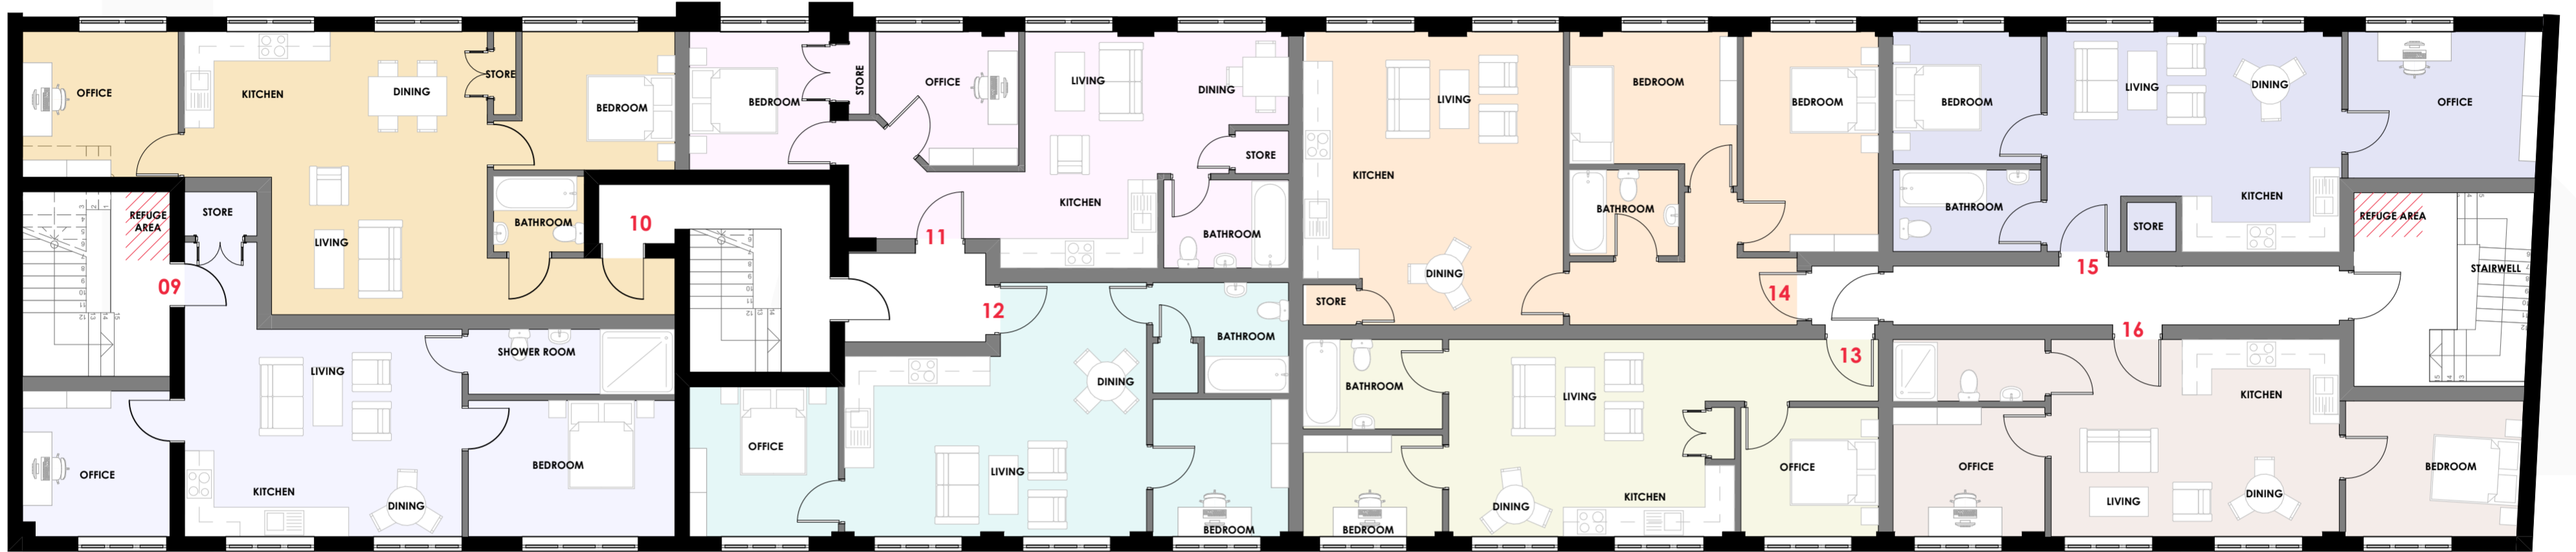 OFFICE
KITCHEN
DINING
STORE
BEDROOM
LIVING
BATHROOM
10
REFUGE
AREA
STORE
09
LIVING
SHOWER ROOM
OFFICE
KITCHEN
DINING
BEDROOM
BEDROOM
STORE
OFFICE
LIVING
DINING
STORE
KITCHEN
BATHROOM
11
12
BATHROOM
DINING
OFFICE
LIVING
BEDROOM
LIVING
BEDROOM
BEDROOM
KITCHEN
BATHROOM
DINING
STORE
14
13
BATHROOM
LIVING
OFFICE
DINING
KITCHEN
BEDROOM
BEDROOM
LIVING
DINING
OFFICE
BATHROOM
KITCHEN
STORE
15
REFUGE AREA
STAIRWELL
16
KITCHEN
OFFICE
LIVING
DINING
BEDROOM